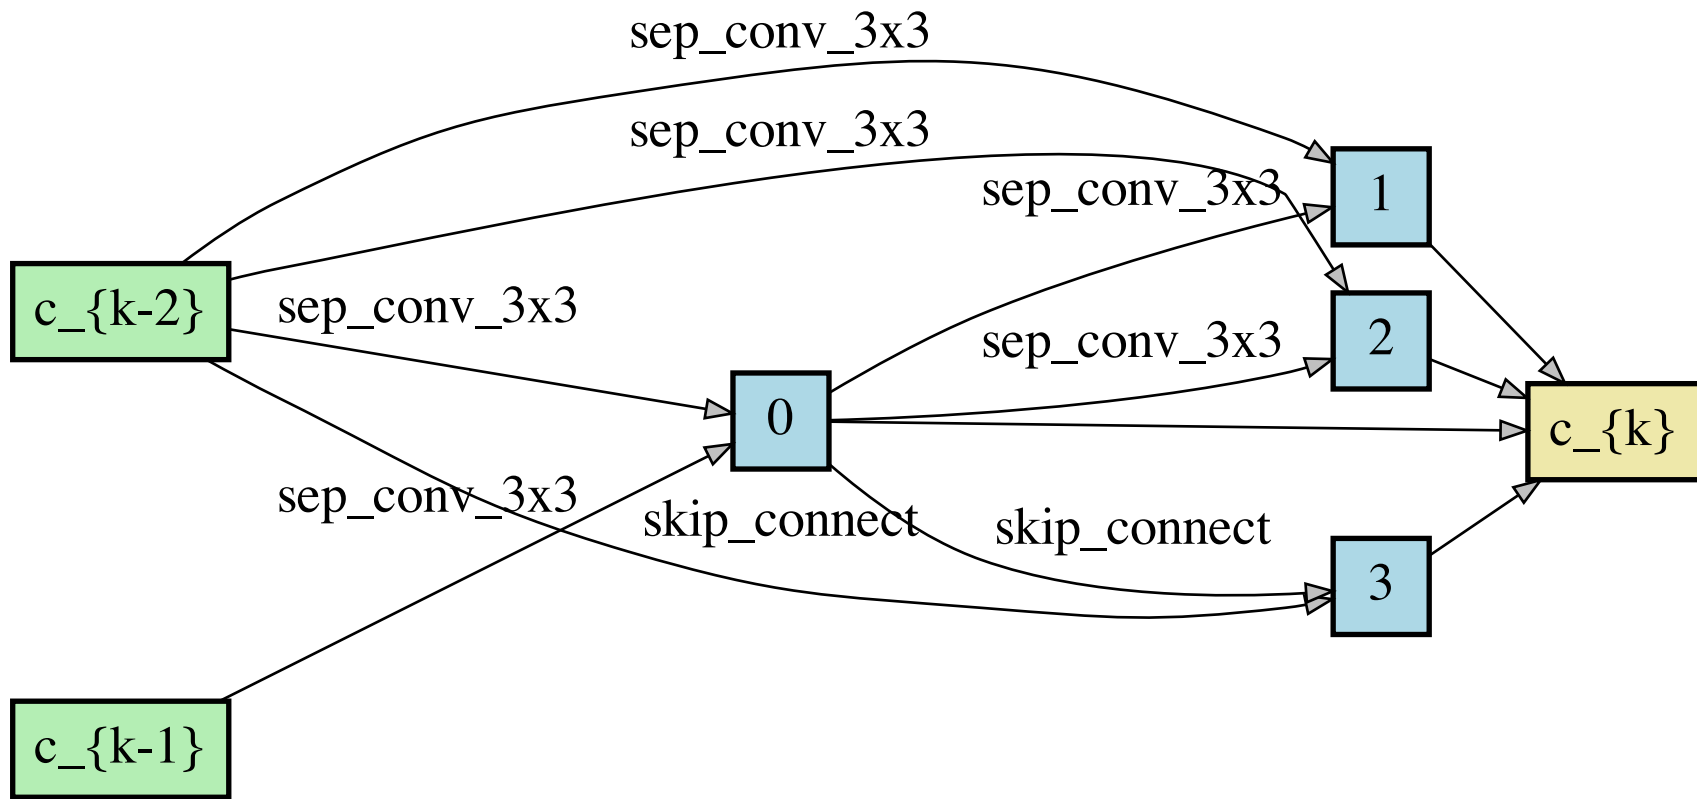 sep_conv_3x3
sep_conv_3x3
sep_conv_3x3
1
c_{k-2}
sep_conv_3x3
sep_conv_3x3
2
0
c_{k}
sep_conv_3x3
skip_connect
skip_connect
3
c_{k-1}